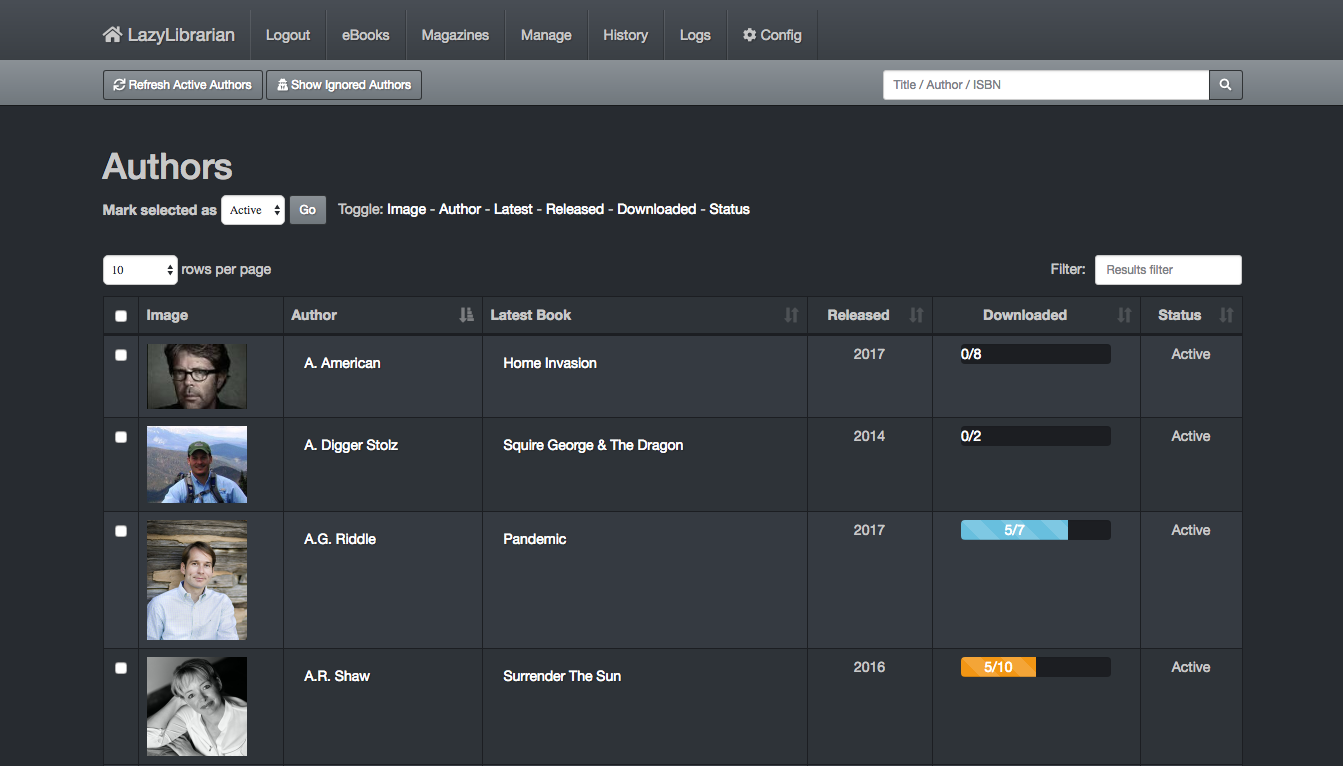 LazyLibrarian Logout eBooks Magazines Manage History Logs Config
Refresh Active Authors Show Ignored Authors Title / Author / ISBN
Authors
Mark selected as Active Go Toggle: Image - Author - Latest - Released - Downloaded - Status
10 rows per page Filter: Results filter
Image Author Latest Book Released Downloaded Status
A. American Home Invasion 2017 0/8 Active
A. Digger Stolz Squire George & The Dragon 2014 0/2 Active
A.G. Riddle Pandemic 2017 5/7 Active
A.R. Shaw Surrender The Sun 2016 5/10 Active